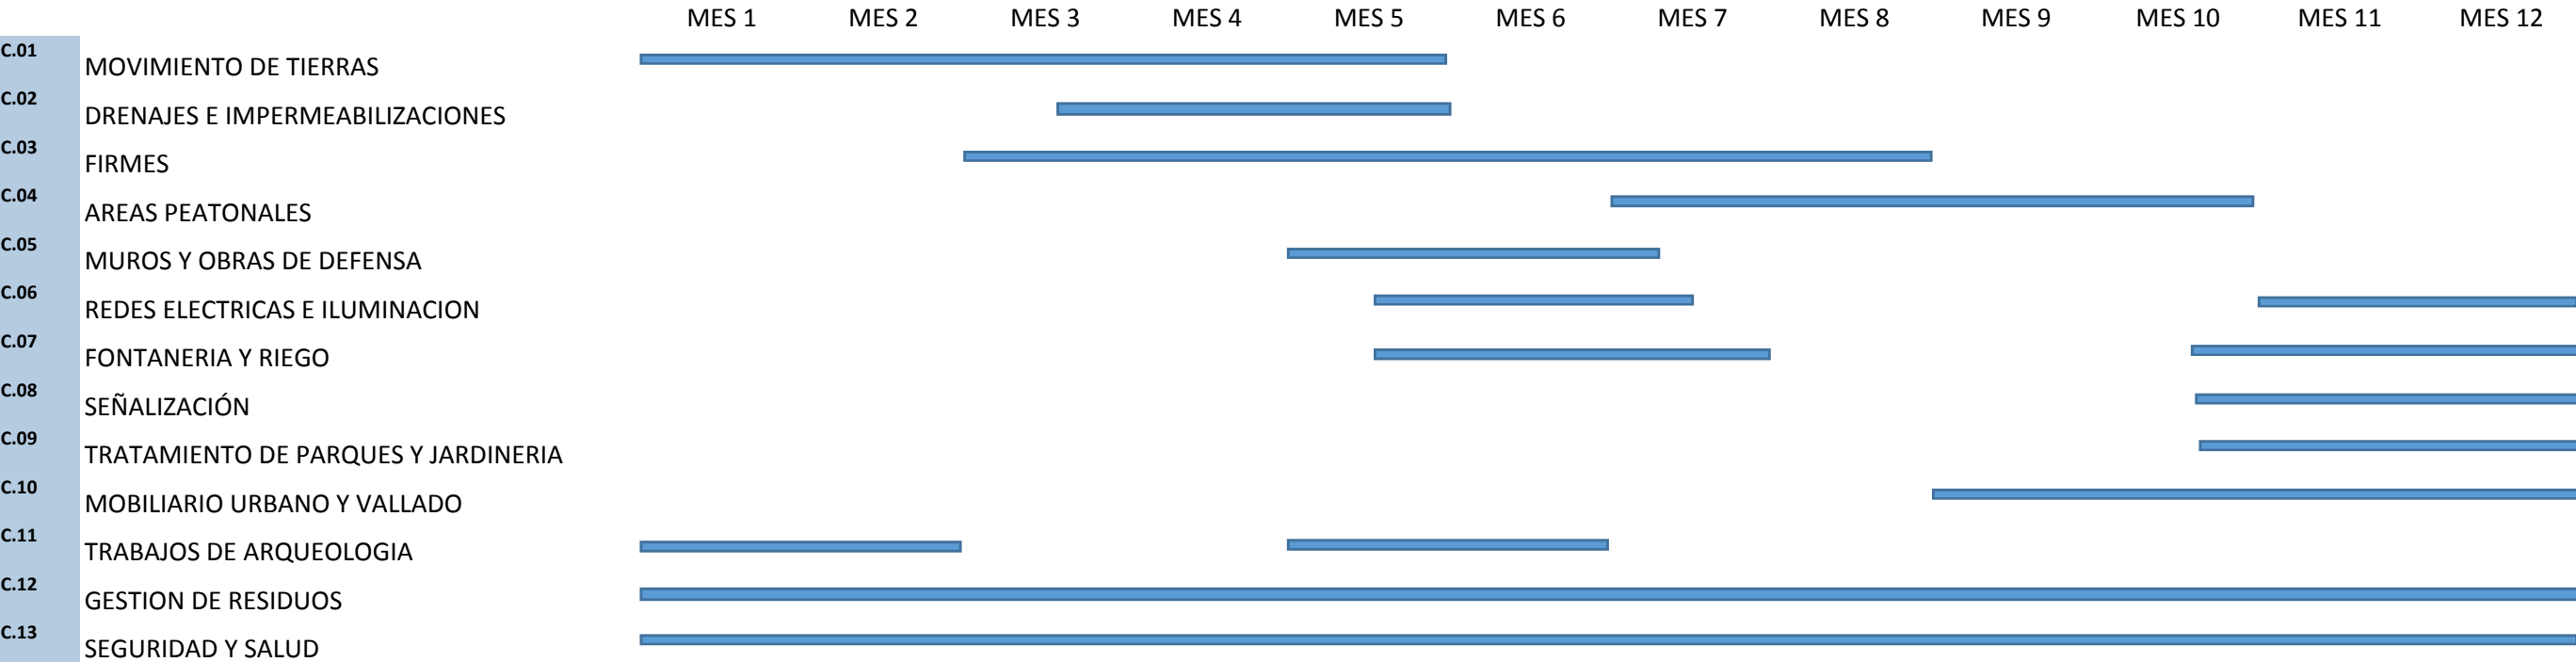 MES 1 MES 2 MES 3 MES 4 MES 5 MES 6 MES 7 MES 8 MES 9 MES 10 MES 11 MES 12
C.01 MOVIMIENTO DE TIERRAS
C.02 DRENAJES E IMPERMEABILIZACIONES
C.03 FIRMES
C.04 AREAS PEATONALES
C.05 MUROS Y OBRAS DE DEFENSA
C.06 REDES ELECTRICAS E ILUMINACION
C.07 FONTANERIA Y RIEGO
C.08 SEÑALIZACIÓN
C.09 TRATAMIENTO DE PARQUES Y JARDINERIA
C.10 MOBILIARIO URBANO Y VALLADO
C.11 TRABAJOS DE ARQUEOLOGIA
C.12 GESTION DE RESIDUOS
C.13 SEGURIDAD Y SALUD